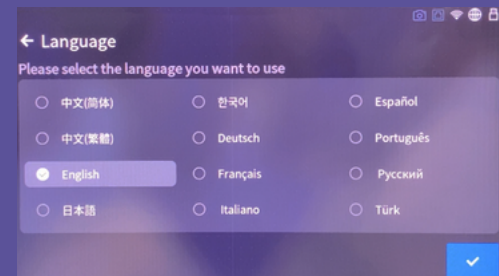 ← Language
Please select the language you want to use
中文(简体)
한국어
Español
中文(繁體)
Deutsch
Português
English
Français
Русский
日本語
Italiano
Türk